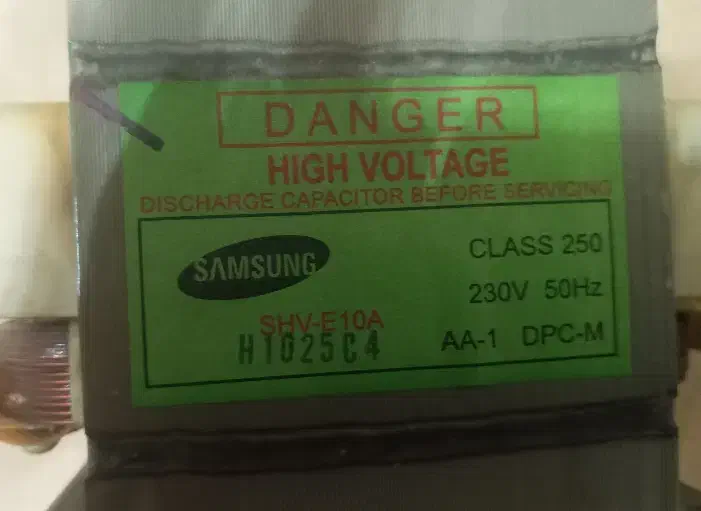 DANGER
HIGH VOLTAGE
DISCHARGE CAPACITOR BEFORE SERVICING
SAMSUNG
CLASS 250
230V 50Hz
SHV-E10A
H1025C4
AA-1 DPC-M